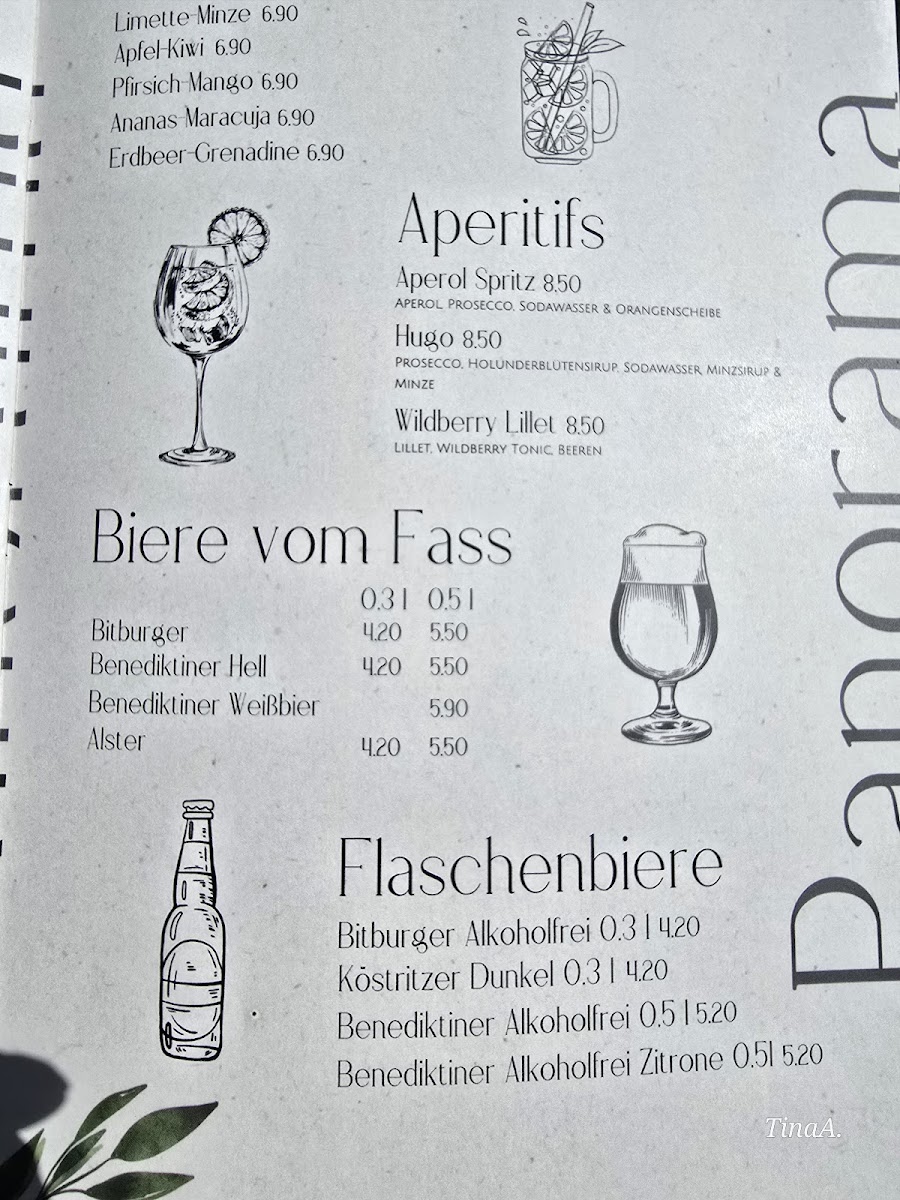 Limette-Minze 6.90
Apfel-Kiwi 6.90
Pfirsich-Mango 6.90
Ananas-Maracuja 6.90
Erdbeer-Grenadine 6.90
Aperitifs
Aperol Spritz 8.50
APEROL, PROSECCO, SODAWASSER & ORANGENSCHEIBE
Hugo 8.50
PROSECCO, HOLUNDERBLÜTENSIRUP, SODAWASSER, MINZSIRUP &
MINZE
Wildberry Lillet 8.50
LILLET, WILDBERRY TONIC, BEEREN
Biere vom Fass
0.3 l 0.5 l
Bitburger 4.20 5.50
Benediktiner Hell 4.20 5.50
Benediktiner Weißbier 5.90
Alster 4.20 5.50
Flaschenbiere
Bitburger Alkoholfrei 0.3 l 4.20
Köstritzer Dunkel 0.3 l 4.20
Benediktiner Alkoholfrei 0.5 l 5.20
Benediktiner Alkoholfrei Zitrone 0.5l 5.20
Panorama
TinaA.